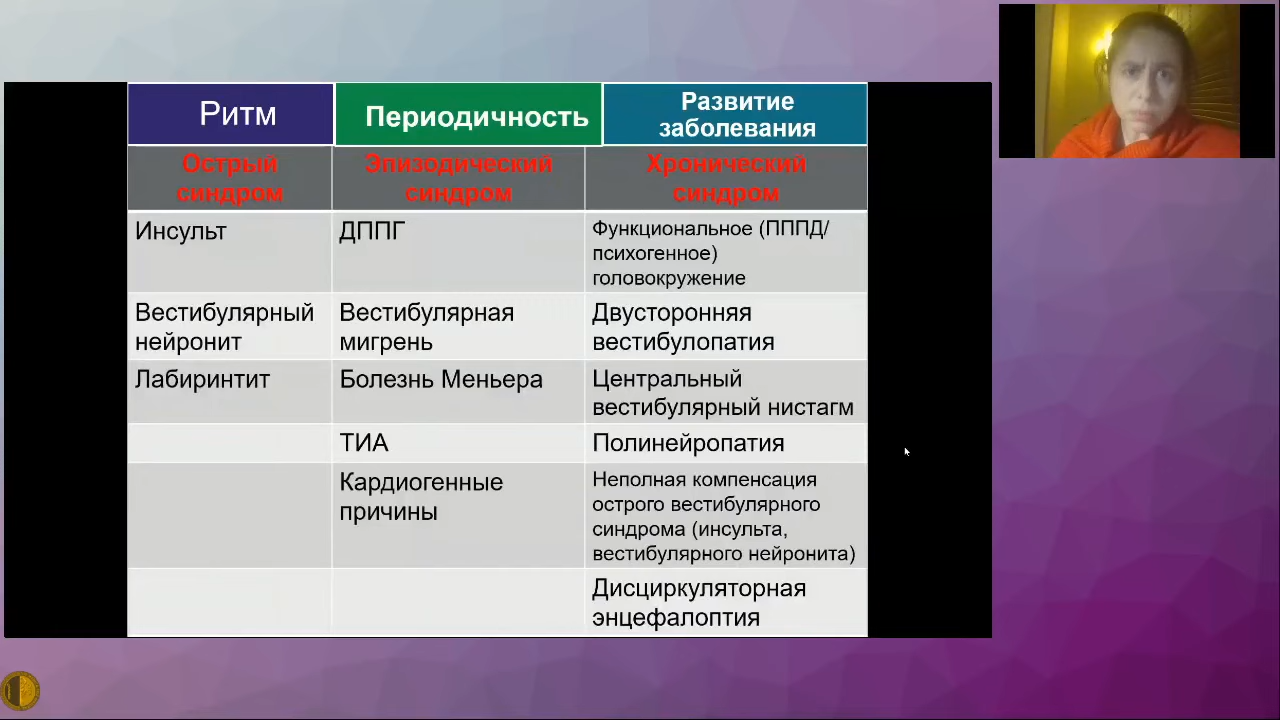 Ритм
Периодичность
Развитие
заболевания
Острый
синдром
Эпизодический
синдром
Хронический
синдром
Инсульт
ДППГ
Функциональное (ПППД/
психогенное)
головокружение
Вестибулярный
нейронит
Вестибулярная
мигрень
Двусторонняя
вестибулопатия
Лабиринтит
Болезнь Меньера
Центральный
вестибулярный нистагм
ТИА
Полинейропатия
Кардиогенные
причины
Неполная компенсация
острого вестибулярного
синдрома (инсульта,
вестибулярного нейронита)
Дисциркуляторная
энцефалоптия